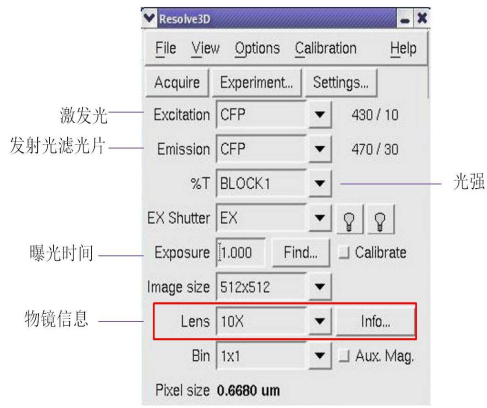 Resolve3D
File View Options Calibration Help
Acquire Experiment... Settings...
激发光 Excitation CFP 430 / 10
发射光滤光片 Emission CFP 470 / 30
%T BLOCK1 光强
EX Shutter EX
曝光时间 Exposure 1.000 Find... Calibrate
Image size 512x512
物镜信息 Lens 10X Info...
Bin 1x1 Aux. Mag.
Pixel size 0.6680 um